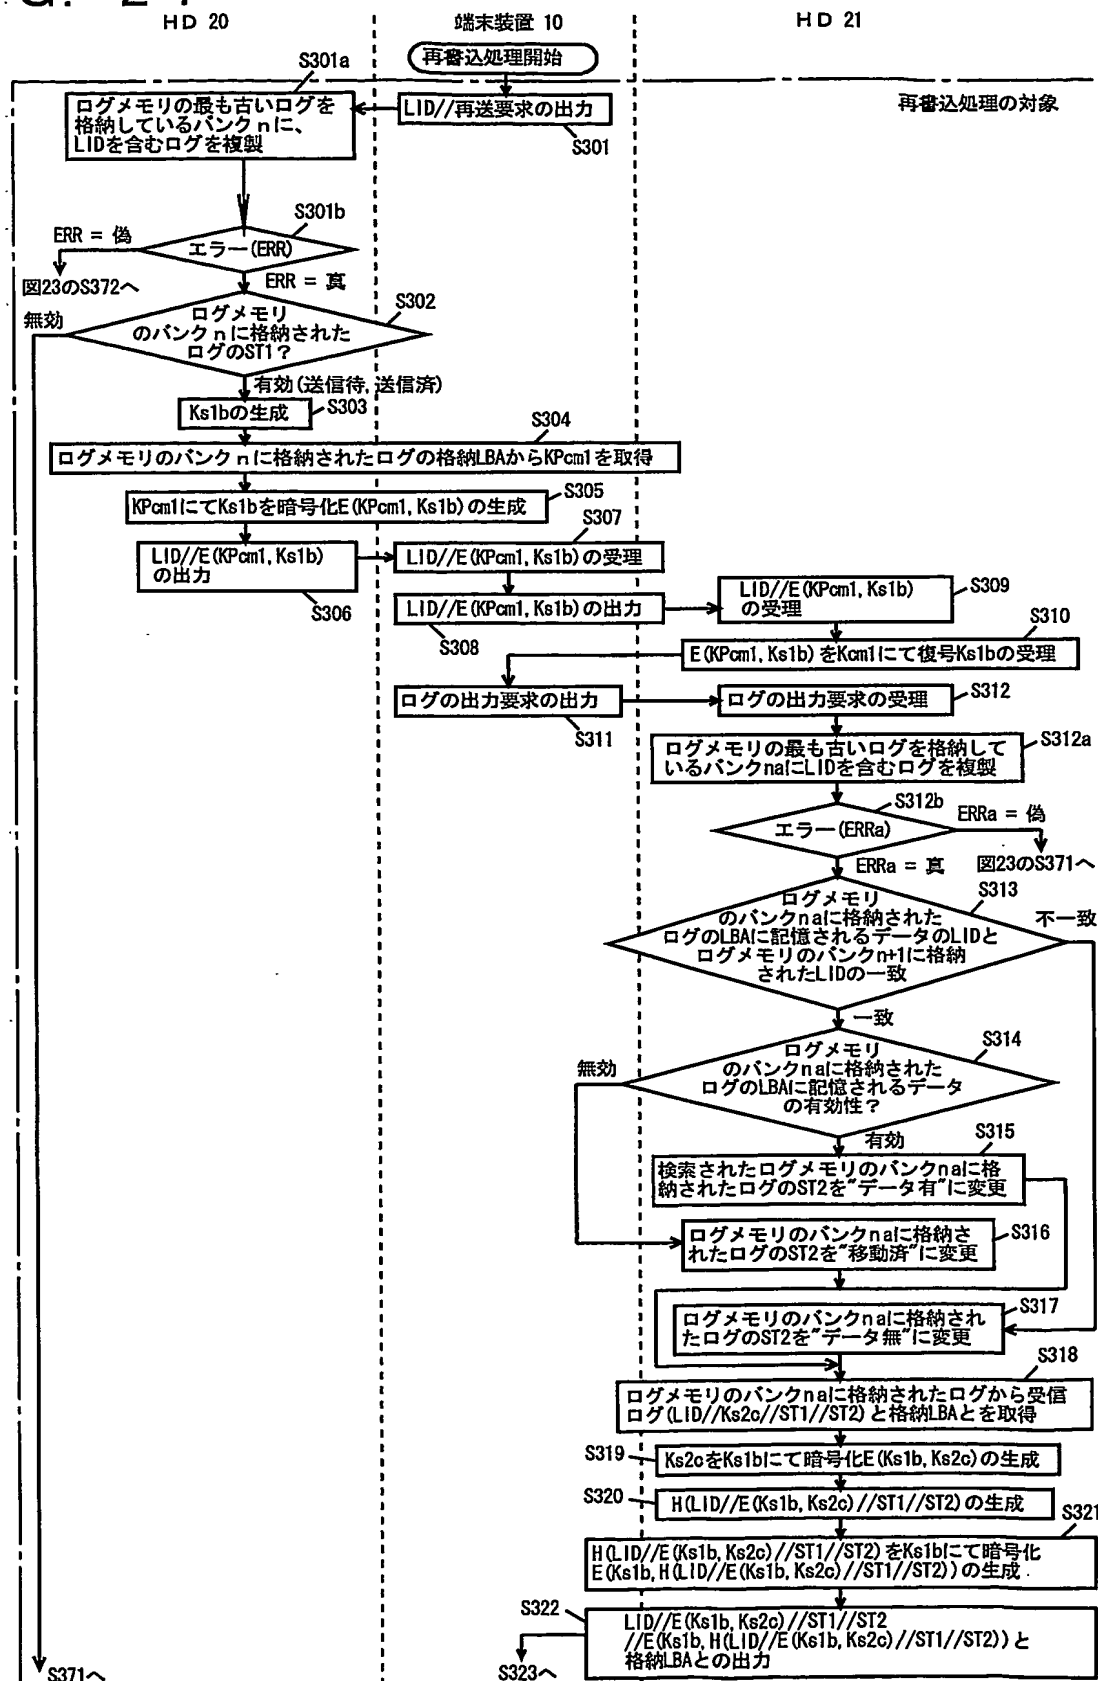 HD 20
端末装置 10
HD 21
再書込処理開始
S301a
ログメモリの最も古いログを
格納しているバンクnに、
LIDを含むログを複製
LID//再送要求の出力
S301
再書込処理の対象
S301b
ERR = 偽
エラー(ERR)
図23のS372へ
ERR = 真
S302
無効
ログメモリ
のバンクnに格納された
ログのST1?
有効(送信待, 送信済)
Ks1bの生成
S303
S304
ログメモリのバンクnに格納されたログの格納LBAからKPcm1を取得
S305
KPcm1にてKs1bを暗号化E(KPcm1, Ks1b)の生成
S307
LID//E(KPcm1, Ks1b)
の出力
S306
LID//E(KPcm1, Ks1b)の受理
LID//E(KPcm1, Ks1b)の出力
S308
LID//E(KPcm1, Ks1b)
の受理
S309
S310
E(KPcm1, Ks1b)をKcm1にて復号Ks1bの受理
ログの出力要求の出力
S311
ログの出力要求の受理
S312
ログメモリの最も古いログを格納して
いるバンクnaにLIDを含むログを複製
S312a
S312b
エラー(ERRa)
ERRa = 偽
図23のS371へ
ERRa = 真
S313
ログメモリ
のバンクnaに格納された
ログのLBAに記憶されるデータのLIDと
ログメモリのバンクn+1に格納
されたLIDの一致
不一致
一致
S314
無効
ログメモリ
のバンクnaに格納された
ログのLBAに記憶されるデータ
の有効性?
有効
S315
検索されたログメモリのバンクnaに格
納されたログのST2を"データ有"に変更
ログメモリのバンクnaに格納さ
れたログのST2を"移動済"に変更
S316
S317
ログメモリのバンクnaに格納され
たログのST2を"データ無"に変更
S318
ログメモリのバンクnaに格納されたログから受信
ログ(LID//Ks2c//ST1//ST2)と格納LBAとを取得
S319
Ks2cをKs1bにて暗号化E(Ks1b, Ks2c)の生成
S320
H(LID//E(Ks1b, Ks2c)//ST1//ST2)の生成
S321
H(LID//E(Ks1b, Ks2c)//ST1//ST2)をKs1bにて暗号化
E(Ks1b, H(LID//E(Ks1b, Ks2c)//ST1//ST2))の生成
S322
LID//E(Ks1b, Ks2c)//ST1//ST2
//E(Ks1b, H(LID//E(Ks1b, Ks2c)//ST1//ST2))と
格納LBAとの出力
S371へ
S323へ